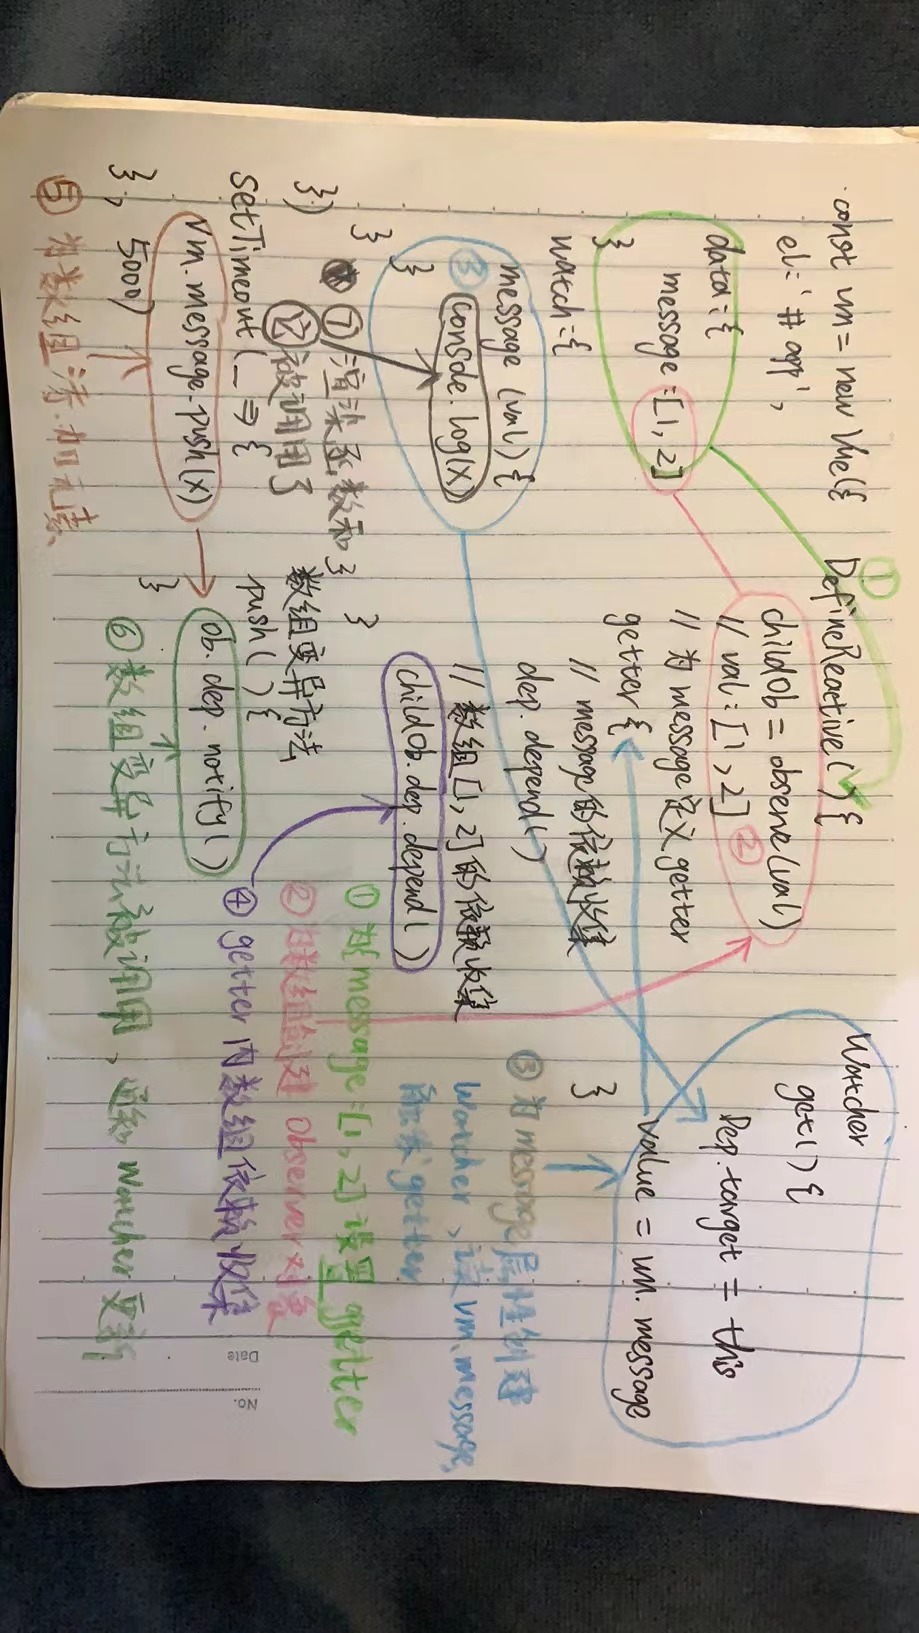 const vm = new Vue({
el: '# app',
data: {
message: [1, 2]
}
watch: {
message (val) {
③ console.log(x)
}
}
})
⑦ 渲染函数和
它 被调用了
setTimeout(_ => {
vm.message.push(x)
}, 5000)
⑤ 为数组添加元素
①
DefineReactive() {
childOb = observe(val)
// val: [1, 2] ②
// 为 message 定义 getter
getter {
// message 的依赖收集
dep.depend()
// 数组 [1, 2] 的依赖收集
childOb.dep.depend()
}
}
数组变异方法
push() {
ob.dep.notify()
}
⑥ 数组变异方法被调用，通知 Watcher 更新
Watcher
get() {
Dep.target = this
value = vm.message
}
③ 为 message 属性创建
Watcher，读 vm.message,
触发 getter
① 为{message:[1, 2] 设置 getter
② 为数组创建 Observer 对象
④ getter 内数组依赖收集
No.
Date